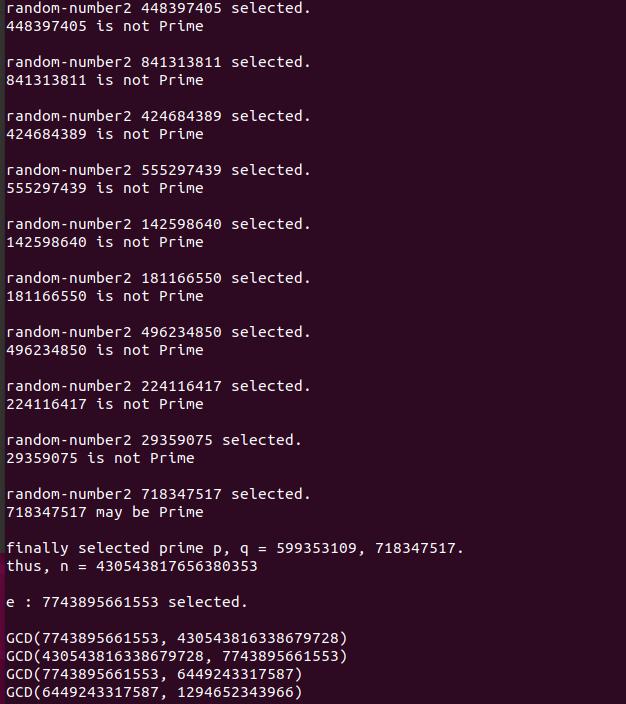 random-number2 448397405 selected.
448397405 is not Prime
random-number2 841313811 selected.
841313811 is not Prime
random-number2 424684389 selected.
424684389 is not Prime
random-number2 555297439 selected.
555297439 is not Prime
random-number2 142598640 selected.
142598640 is not Prime
random-number2 181166550 selected.
181166550 is not Prime
random-number2 496234850 selected.
496234850 is not Prime
random-number2 224116417 selected.
224116417 is not Prime
random-number2 29359075 selected.
29359075 is not Prime
random-number2 718347517 selected.
718347517 may be Prime
finally selected prime p, q = 599353109, 718347517.
thus, n = 430543817656380353
e : 7743895661553 selected.
GCD(7743895661553, 430543816338679728)
GCD(430543816338679728, 7743895661553)
GCD(7743895661553, 6449243317587)
GCD(6449243317587, 1294652343966)